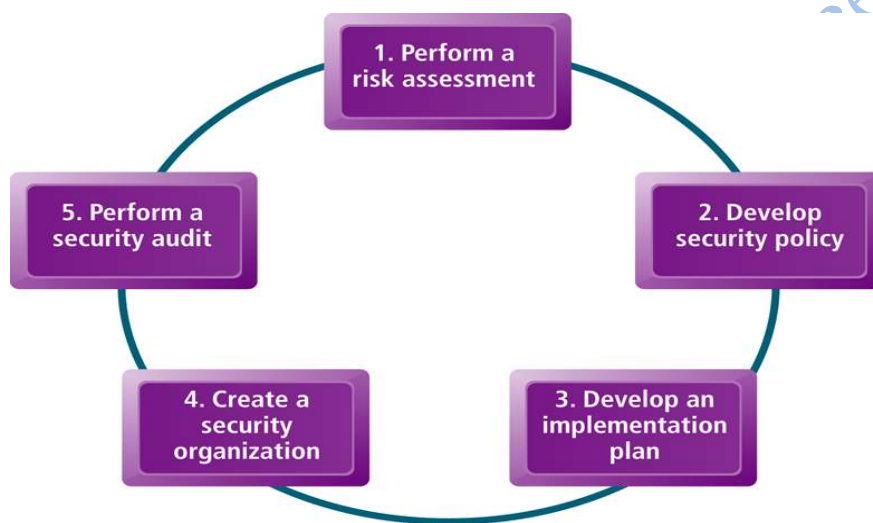 1. Perform a
risk assessment
2. Develop
security policy
3. Develop an
implementation
plan
4. Create a
security
organization
5. Perform a
security audit